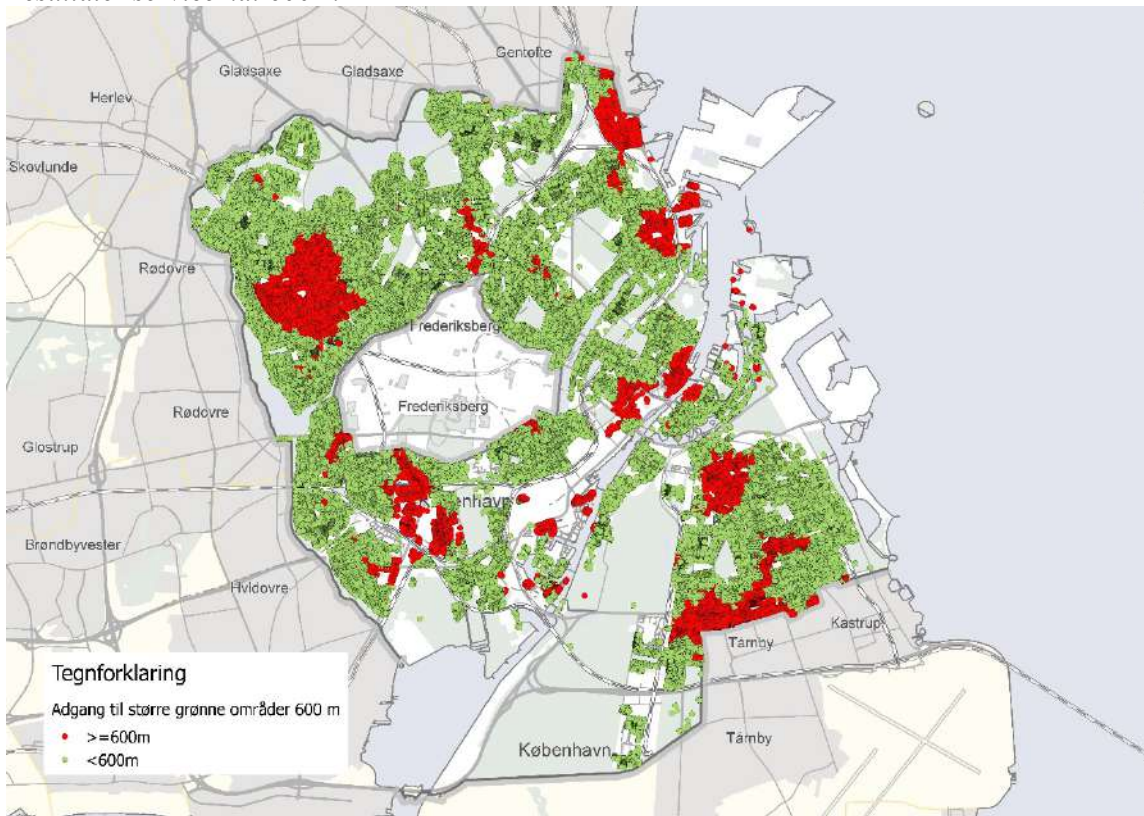 Gentofte
Gladsaxe
Gladsaxe
Herlev
Skovlunde
Rødovre
Frederiksberg
Frederiksberg
Rødovre
Glostrup
Brøndbyvester
Hvidovre
Kastrup
Tårnby
Tårnby
København
Tegnforklaring
Adgang til større grønne områder 600 m
>=600m
<600m